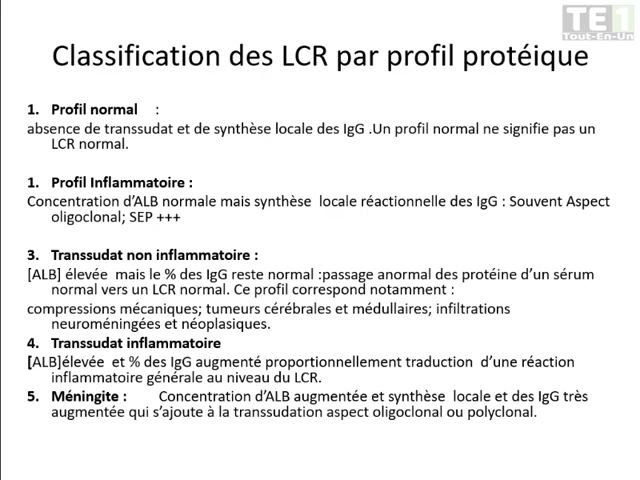 TE1
Tout-En-Un
Classification des LCR par profil protéique
1. Profil normal :
absence de transsudat et de synthèse locale des IgG .Un profil normal ne signifie pas un
LCR normal.
1. Profil Inflammatoire :
Concentration d'ALB normale mais synthèse locale réactionnelle des IgG : Souvent Aspect
oligoclonal; SEP +++
3. Transsudat non inflammatoire :
[ALB] élevée mais le % des IgG reste normal :passage anormal des protéine d'un sérum
normal vers un LCR normal. Ce profil correspond notamment :
compressions mécaniques; tumeurs cérébrales et médullaires; infiltrations
neuroméningées et néoplasiques.
4. Transsudat inflammatoire
[ALB]élevée et % des IgG augmenté proportionnellement traduction d'une réaction
inflammatoire générale au niveau du LCR.
5. Méningite : Concentration d'ALB augmentée et synthèse locale et des IgG très
augmentée qui s'ajoute à la transsudation aspect oligoclonal ou polyclonal.